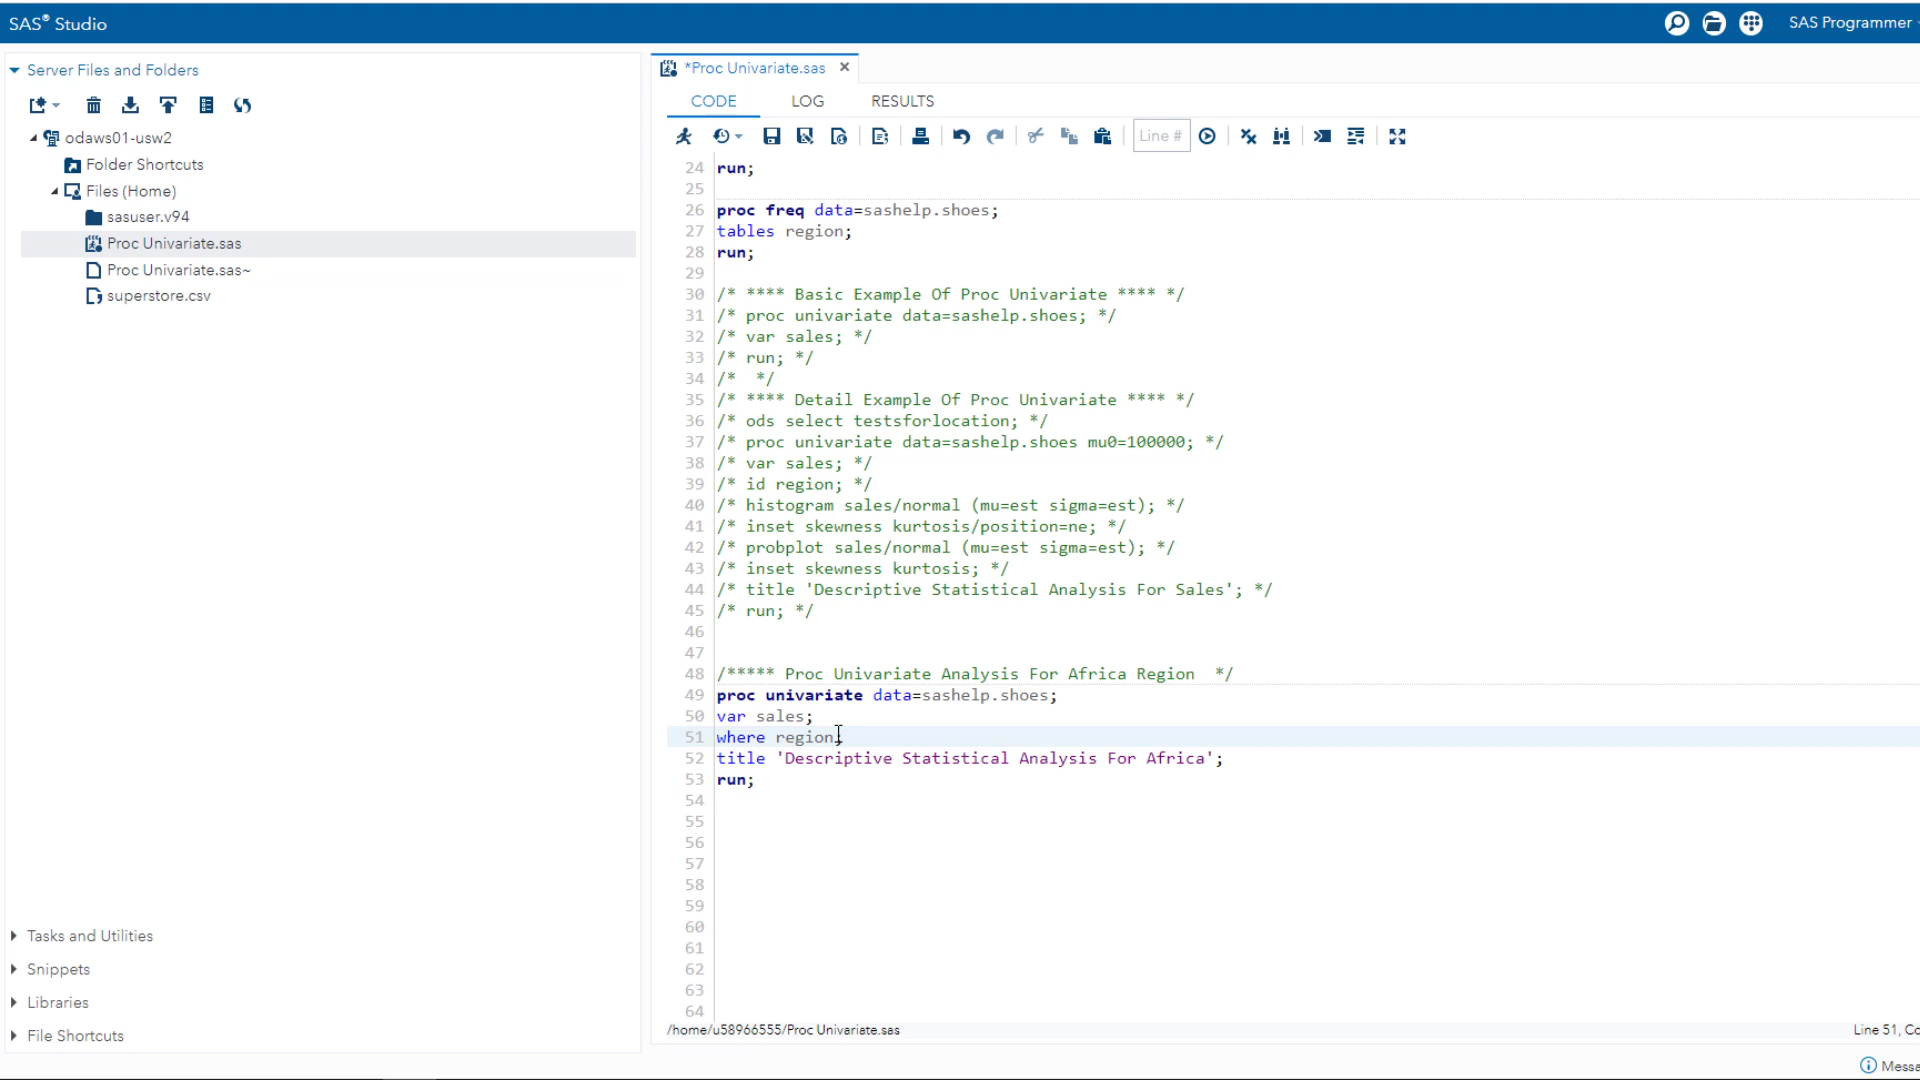 SAS® Studio
SAS Programmer
Server Files and Folders
*Proc Univariate.sas
CODE LOG RESULTS
Line #
odaws01-usw2
Folder Shortcuts
Files (Home)
sasuser.v94
Proc Univariate.sas
Proc Univariate.sas~
superstore.csv
24 run;
25
26 proc freq data=sashelp.shoes;
27 tables region;
28 run;
29
30 /* **** Basic Example Of Proc Univariate **** */
31 /* proc univariate data=sashelp.shoes; */
32 /* var sales; */
33 /* run; */
34 /*  */
35 /* **** Detail Example Of Proc Univariate **** */
36 /* ods select testsforlocation; */
37 /* proc univariate data=sashelp.shoes mu0=100000; */
38 /* var sales; */
39 /* id region; */
40 /* histogram sales/normal (mu=est sigma=est); */
41 /* inset skewness kurtosis/position=ne; */
42 /* probplot sales/normal (mu=est sigma=est); */
43 /* inset skewness kurtosis; */
44 /* title 'Descriptive Statistical Analysis For Sales'; */
45 /* run; */
46
47
48 /***** Proc Univariate Analysis For Africa Region  */
49 proc univariate data=sashelp.shoes;
50 var sales;
51 where region;
52 title 'Descriptive Statistical Analysis For Africa';
53 run;
54
55
56
57
58
59
60
61
62
63
64
Tasks and Utilities
Snippets
Libraries
File Shortcuts
/home/u58966555/Proc Univariate.sas
Line 51, Co
Messa